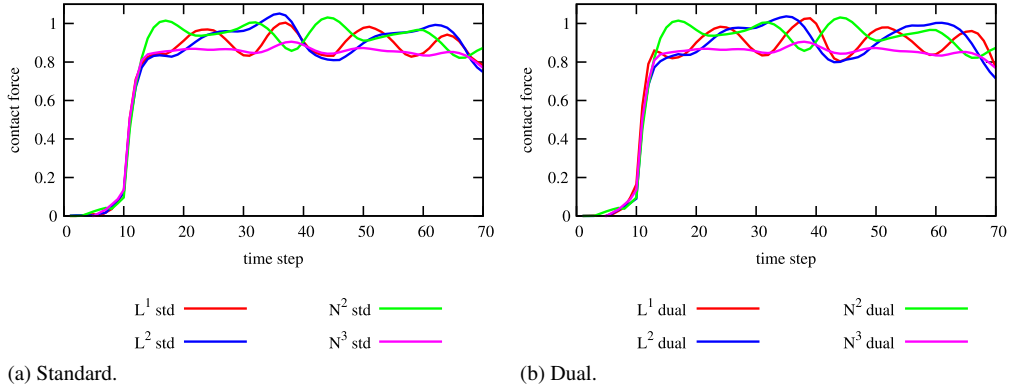 1
0.8
0.6
0.4
0.2
0
contact force
0 10 20 30 40 50 60 70
time step
L¹ std
N² std
L² std
N³ std
(a) Standard.
1
0.8
0.6
0.4
0.2
0
contact force
0 10 20 30 40 50 60 70
time step
L¹ dual
N² dual
L² dual
N³ dual
(b) Dual.